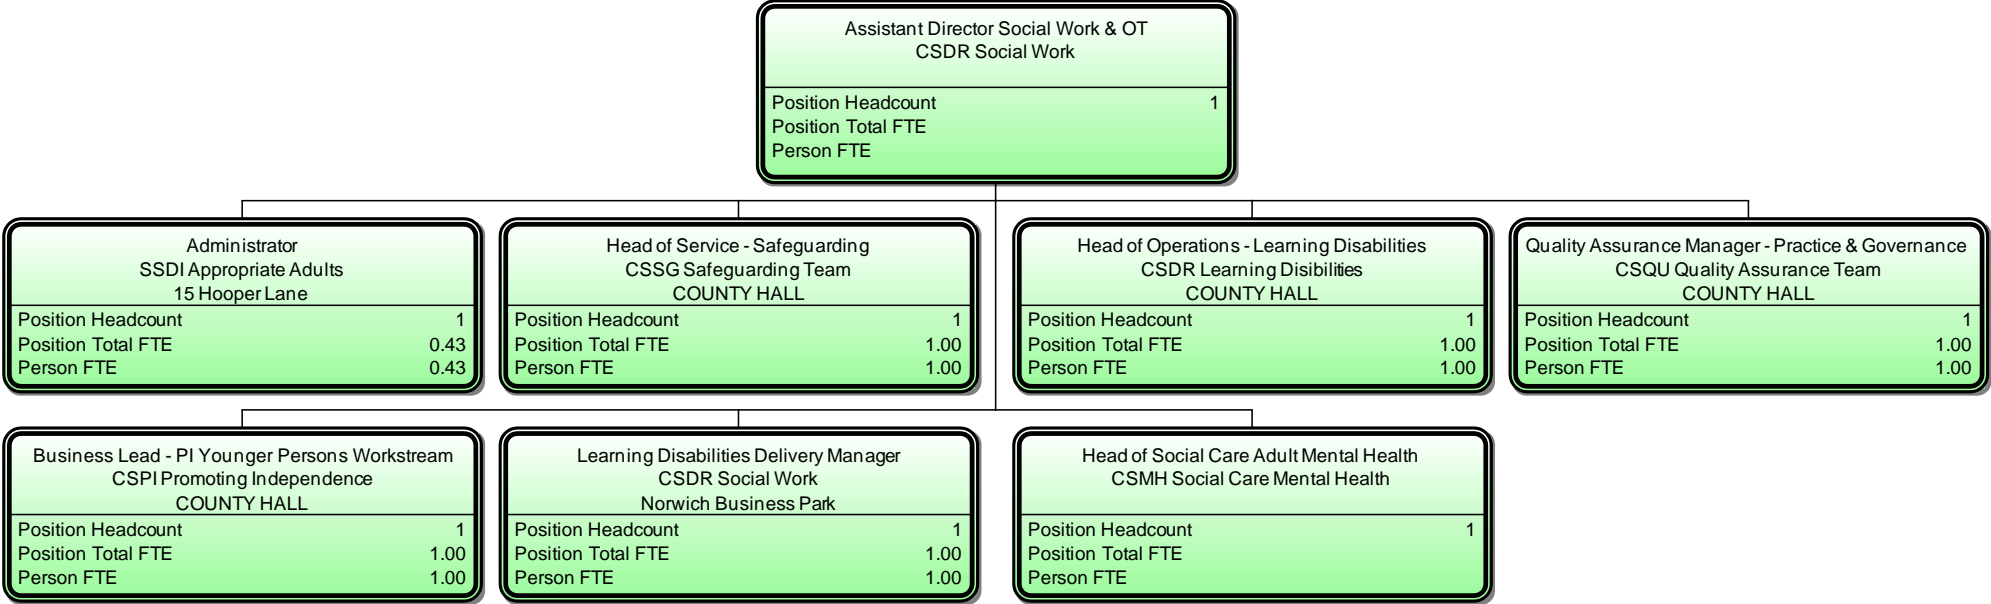 Assistant Director Social Work & OT
CSDR Social Work
Position Headcount 1
Position Total FTE
Person FTE
Administrator
SSDI Appropriate Adults
15 Hooper Lane
Position Headcount 1
Position Total FTE 0.43
Person FTE 0.43
Head of Service - Safeguarding
CSSG Safeguarding Team
COUNTY HALL
Position Headcount 1
Position Total FTE 1.00
Person FTE 1.00
Head of Operations - Learning Disabilities
CSDR Learning Disibilities
COUNTY HALL
Position Headcount 1
Position Total FTE 1.00
Person FTE 1.00
Quality Assurance Manager - Practice & Governance
CSQU Quality Assurance Team
COUNTY HALL
Position Headcount 1
Position Total FTE 1.00
Person FTE 1.00
Business Lead - PI Younger Persons Workstream
CSPI Promoting Independence
COUNTY HALL
Position Headcount 1
Position Total FTE 1.00
Person FTE 1.00
Learning Disabilities Delivery Manager
CSDR Social Work
Norwich Business Park
Position Headcount 1
Position Total FTE 1.00
Person FTE 1.00
Head of Social Care Adult Mental Health
CSMH Social Care Mental Health
Position Headcount 1
Position Total FTE
Person FTE